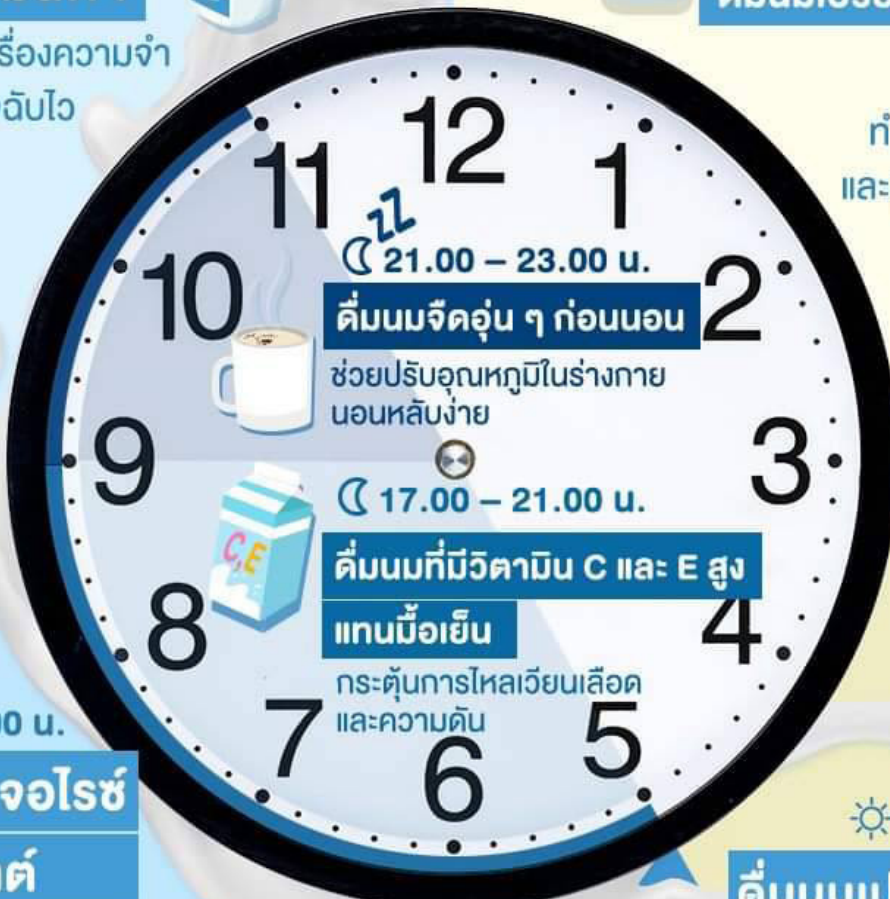 รื่องความจำ
ฉับไว
12
11
1
zZ
21.00 – 23.00 น.
10
2
ดื่มนมจืดอุ่น ๆ ก่อนนอน
ช่วยปรับอุณหภูมิในร่างกาย
นอนหลับง่าย
9
3
17.00 – 21.00 น.
C,E
ดื่มนมที่มีวิตามิน C และ E สูง
8
4
แทนมื้อเย็น
กระตุ้นการไหลเวียนเลือด
และความดัน
7
5
6
และ
0 น.
จอไรซ์